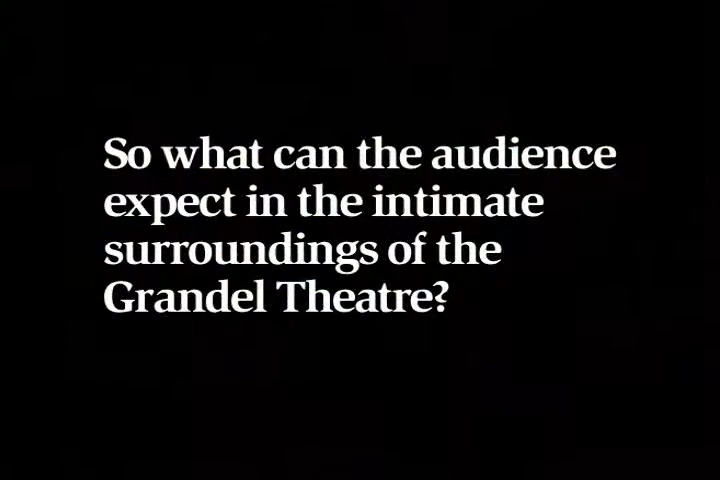 So what can the audience
expect in the intimate
surroundings of the
Grandel Theatre?